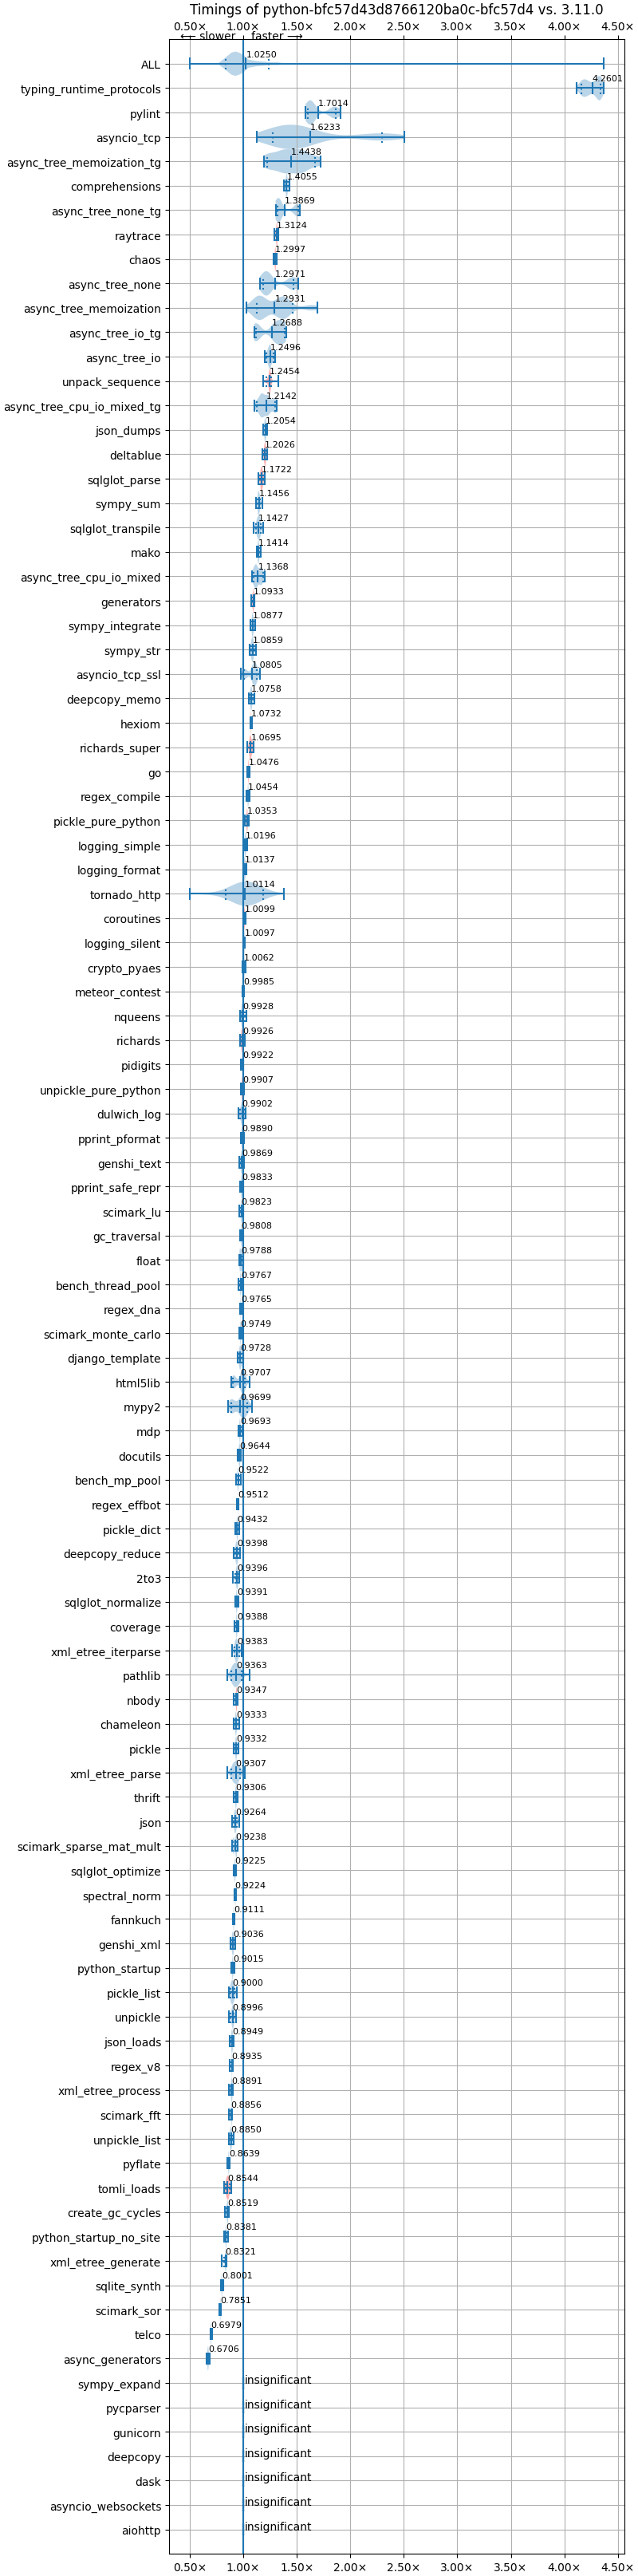 Timings of python-bfc57d43d8766120ba0c-bfc57d4 vs. 3.11.0
0.50× 1.00× 1.50× 2.00× 2.50× 3.00× 3.50× 4.00× 4.50×
⟵ slower faster ⟶
ALL 1.0250
typing_runtime_protocols 4.2601
pylint 1.7014
asyncio_tcp 1.6233
async_tree_memoization_tg 1.4438
comprehensions 1.4055
async_tree_none_tg 1.3869
raytrace 1.3124
chaos 1.2997
async_tree_none 1.2971
async_tree_memoization 1.2931
async_tree_io_tg 1.2688
async_tree_io 1.2496
unpack_sequence 1.2454
async_tree_cpu_io_mixed_tg 1.2142
json_dumps 1.2054
deltablue 1.2026
sqlglot_parse 1.1722
sympy_sum 1.1456
sqlglot_transpile 1.1427
mako 1.1414
async_tree_cpu_io_mixed 1.1368
generators 1.0933
sympy_integrate 1.0877
sympy_str 1.0859
asyncio_tcp_ssl 1.0805
deepcopy_memo 1.0758
hexiom 1.0732
richards_super 1.0695
go 1.0476
regex_compile 1.0454
pickle_pure_python 1.0353
logging_simple 1.0196
logging_format 1.0137
tornado_http 1.0114
coroutines 1.0099
logging_silent 1.0097
crypto_pyaes 1.0062
meteor_contest 0.9985
nqueens 0.9928
richards 0.9926
pidigits 0.9922
unpickle_pure_python 0.9907
dulwich_log 0.9902
pprint_pformat 0.9890
genshi_text 0.9869
pprint_safe_repr 0.9833
scimark_lu 0.9823
gc_traversal 0.9808
float 0.9788
bench_thread_pool 0.9767
regex_dna 0.9765
scimark_monte_carlo 0.9749
django_template 0.9728
html5lib 0.9707
mypy2 0.9699
mdp 0.9693
docutils 0.9644
bench_mp_pool 0.9522
regex_effbot 0.9512
pickle_dict 0.9432
deepcopy_reduce 0.9398
2to3 0.9396
sqlglot_normalize 0.9391
coverage 0.9388
xml_etree_iterparse 0.9383
pathlib 0.9363
nbody 0.9347
chameleon 0.9333
pickle 0.9332
xml_etree_parse 0.9307
thrift 0.9306
json 0.9264
scimark_sparse_mat_mult 0.9238
sqlglot_optimize 0.9225
spectral_norm 0.9224
fannkuch 0.9111
genshi_xml 0.9036
python_startup 0.9015
pickle_list 0.9000
unpickle 0.8996
json_loads 0.8949
regex_v8 0.8935
xml_etree_process 0.8891
scimark_fft 0.8856
unpickle_list 0.8850
pyflate 0.8639
tomli_loads 0.8544
create_gc_cycles 0.8519
python_startup_no_site 0.8381
xml_etree_generate 0.8321
sqlite_synth 0.8001
scimark_sor 0.7851
telco 0.6979
async_generators 0.6706
sympy_expand insignificant
pycparser insignificant
gunicorn insignificant
deepcopy insignificant
dask insignificant
asyncio_websockets insignificant
aiohttp insignificant
0.50× 1.00× 1.50× 2.00× 2.50× 3.00× 3.50× 4.00× 4.50×